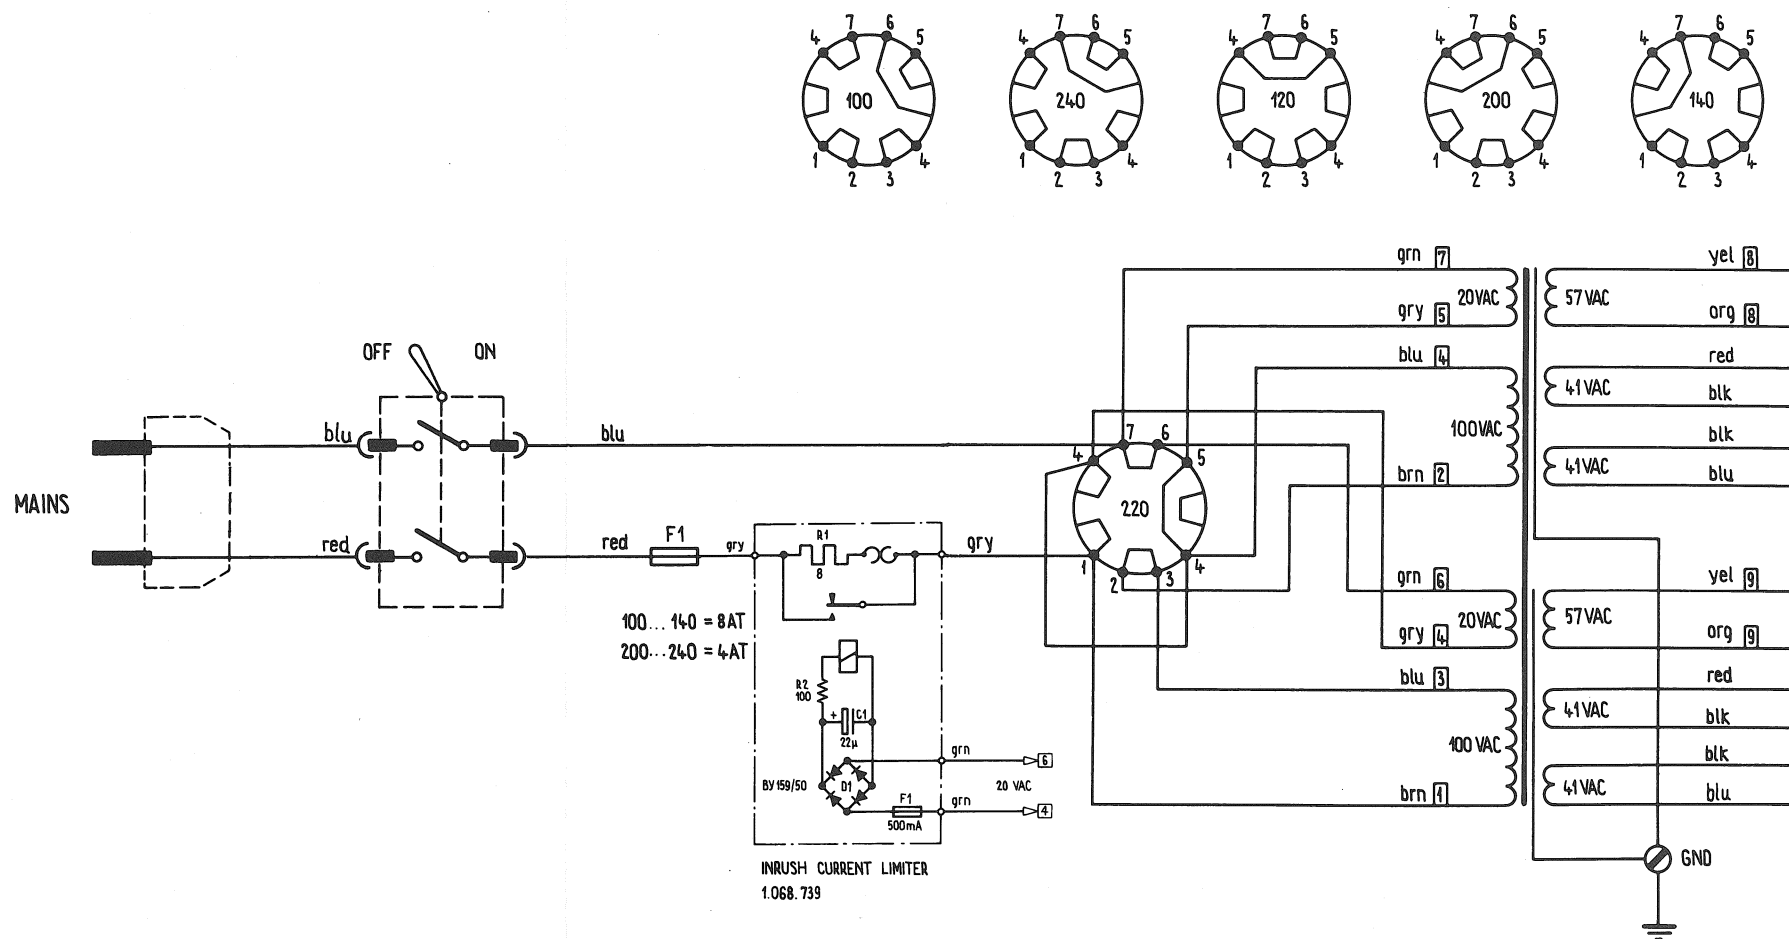 7 6
4 5
100
1 4
2 3
7 6
4 5
240
1 4
2 3
7 6
4 5
120
1 4
2 3
7 6
4 5
200
1 4
2 3
7 6
4 5
140
1 4
2 3
MAINS
OFF ON
blu
red
blu
red
F1
100...140 = 8AT
200...240 = 4AT
gry
R1
8
gry
R2
100
+ C1
22µ
BY159/50
D1
F1
500mA
grn
6
20 VAC
grn
4
INRUSH CURRENT LIMITER
1.068.739
7 6
4 5
220
1 4
2 3
grn 7
20VAC
gry 5
blu 4
100VAC
brn 2
grn 6
20VAC
gry 4
blu 3
100 VAC
brn 1
yel 8
57VAC
org 8
red
41VAC
blk
blk
41VAC
blu
yel 9
57VAC
org 9
red
41VAC
blk
blk
41VAC
blu
GND